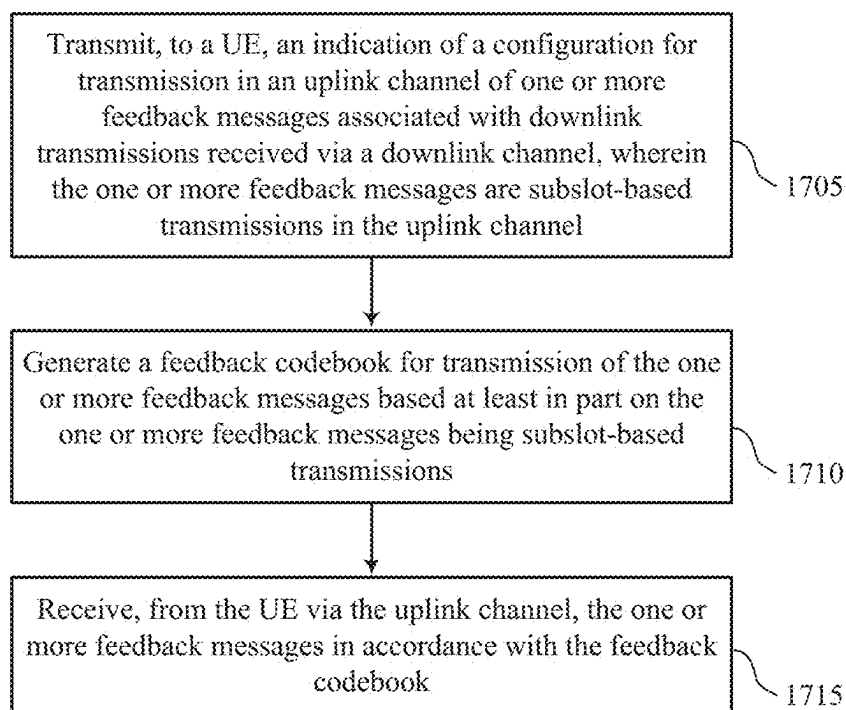 Transmit, to a UE, an indication of a configuration for
transmission in an uplink channel of one or more
feedback messages associated with downlink
transmissions received via a downlink channel, wherein
the one or more feedback messages are subslot-based
transmissions in the uplink channel
1705
Generate a feedback codebook for transmission of the one
or more feedback messages based at least in part on the
one or more feedback messages being subslot-based
transmissions
1710
Receive, from the UE via the uplink channel, the one or
more feedback messages in accordance with the feedback
codebook
1715